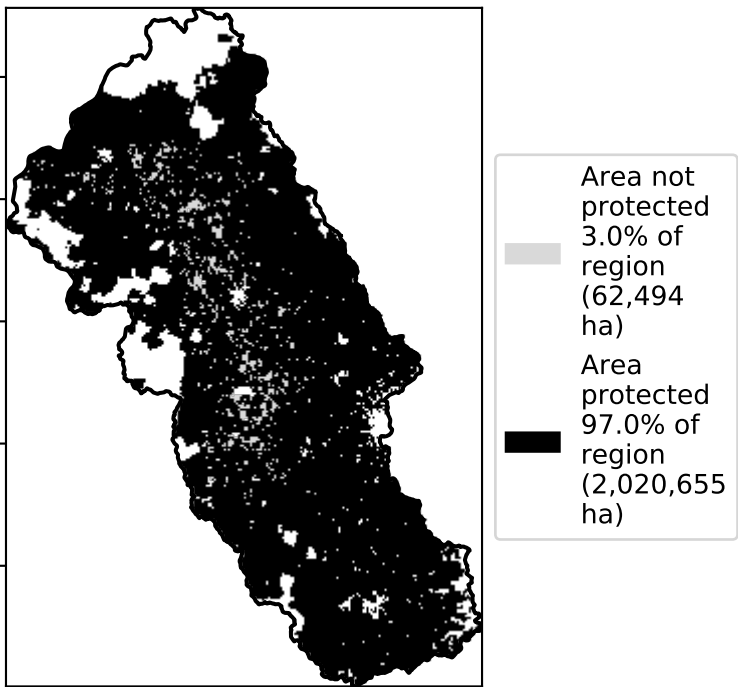 Area not
protected
3.0% of
region
(62,494
ha)
Area
protected
97.0% of
region
(2,020,655
ha)